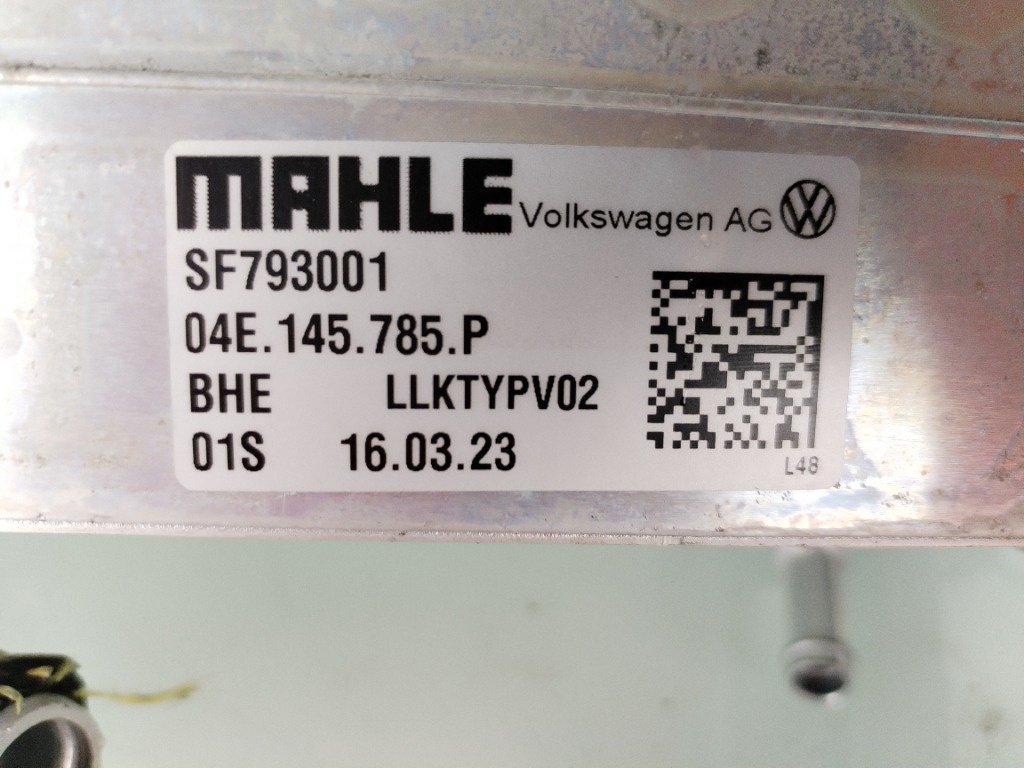 MAHLE Volkswagen AG
SF793001
04E.145.785.P
BHE LLKTYPV02
01S 16.03.23
L48